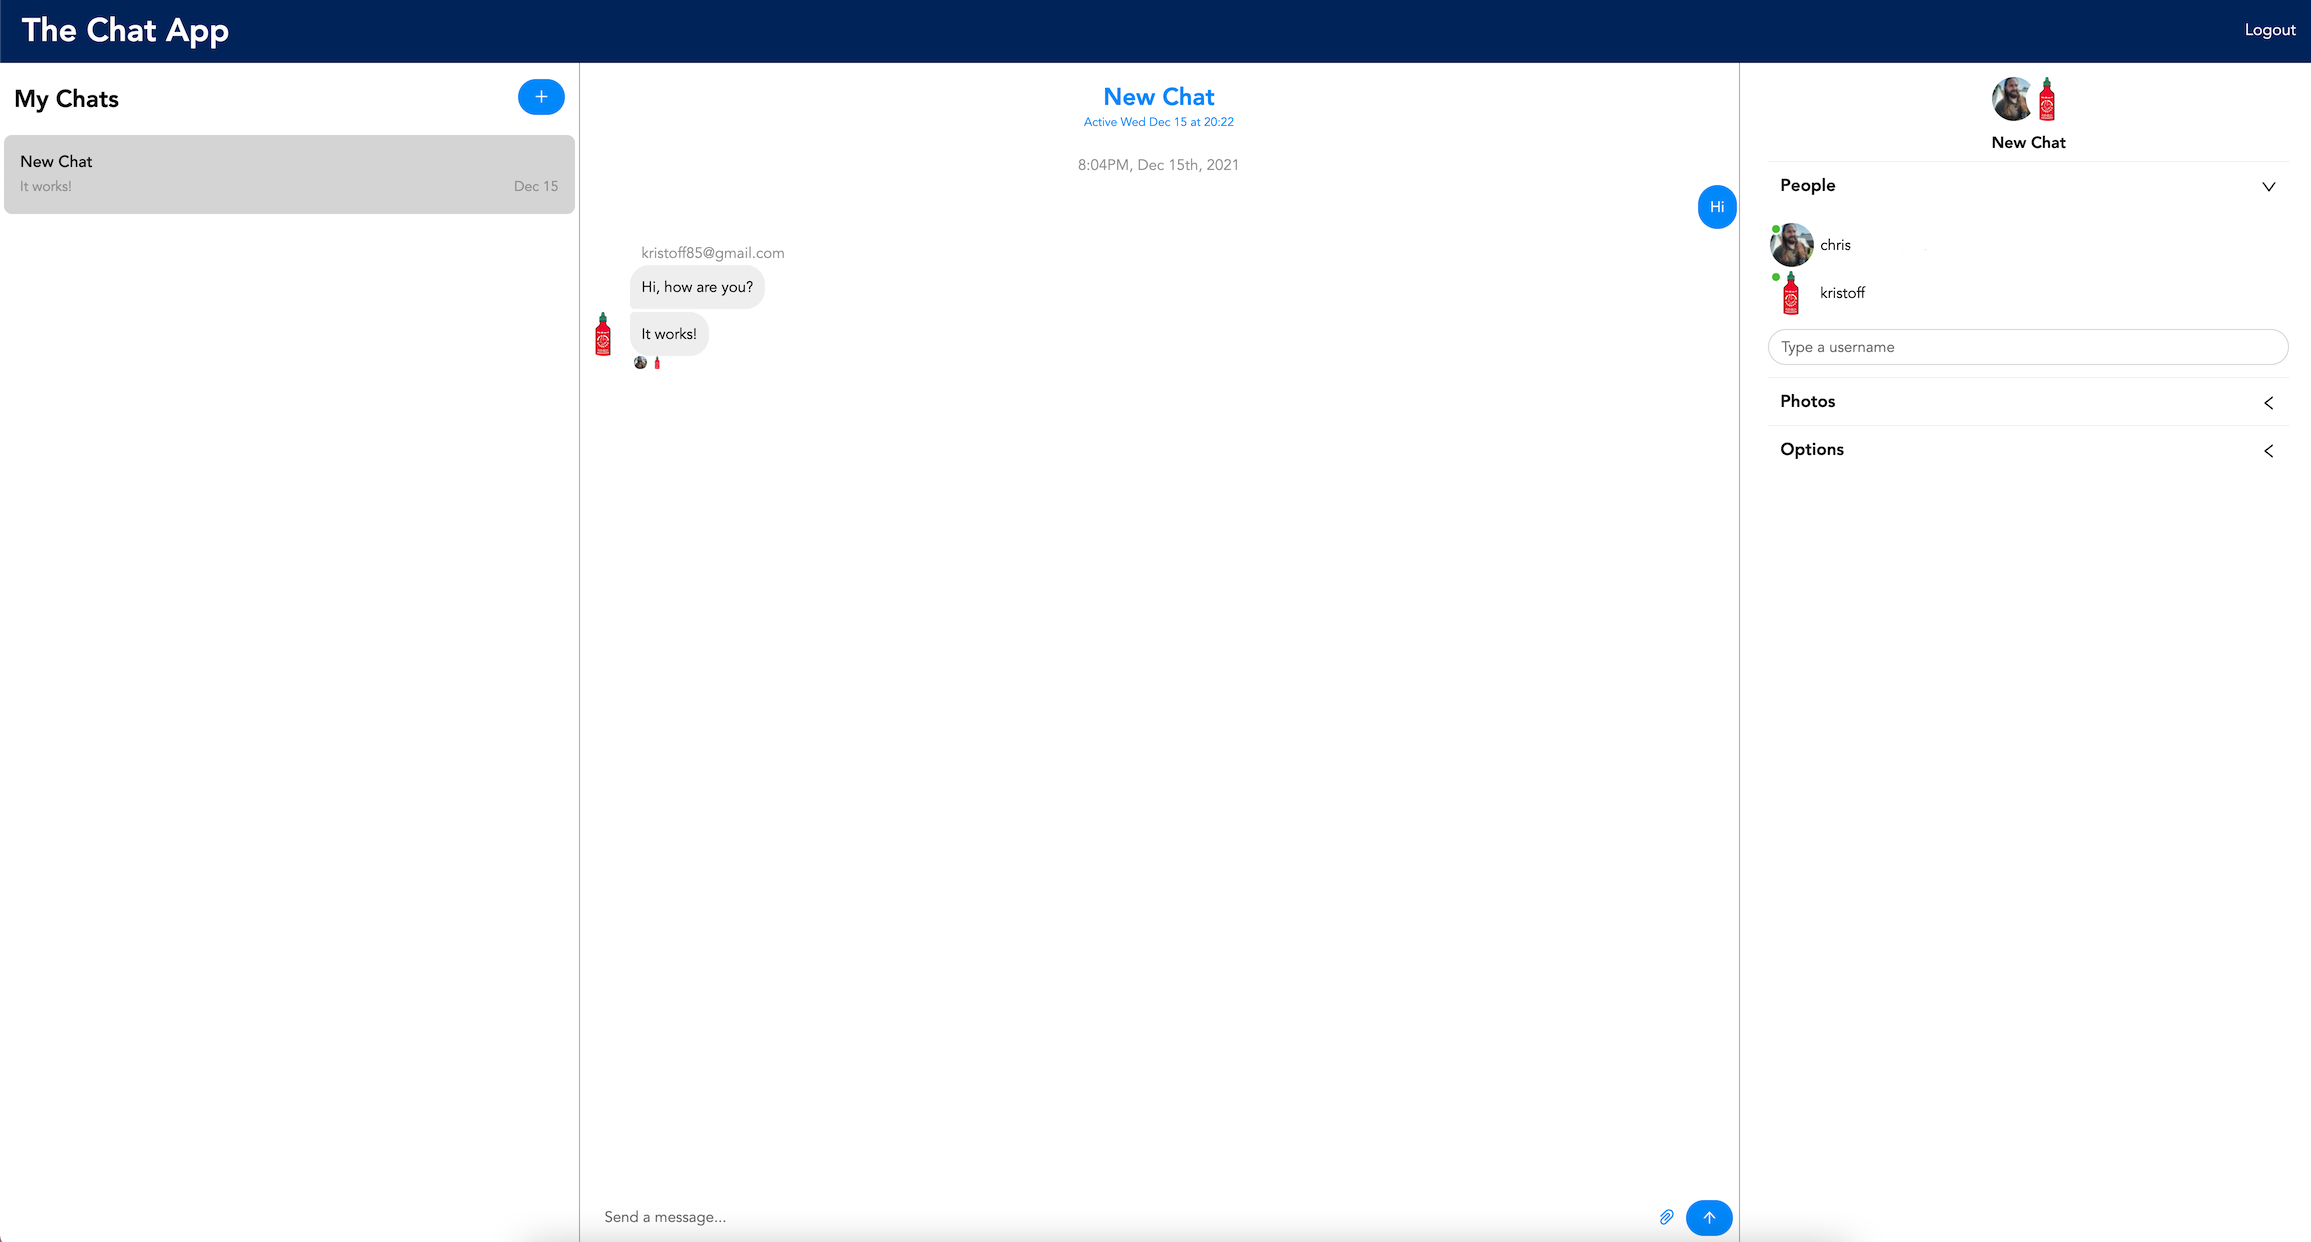 The Chat App
Logout
My Chats
+
New Chat
It works!
Dec 15
New Chat
Active Wed Dec 15 at 20:22
8:04PM, Dec 15th, 2021
Hi
kristoff85@gmail.com
Hi, how are you?
It works!
Send a message...
New Chat
People
chris
kristoff
Type a username
Photos
Options